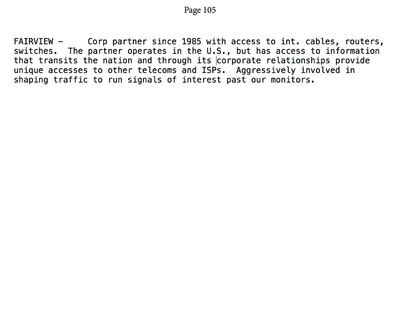 Page 105
FAIRVIEW – Corp partner since 1985 with access to int. cables, routers,
switches. The partner operates in the U.S., but has access to information
that transits the nation and through its corporate relationships provide
unique accesses to other telecoms and ISPs. Aggressively involved in
shaping traffic to run signals of interest past our monitors.